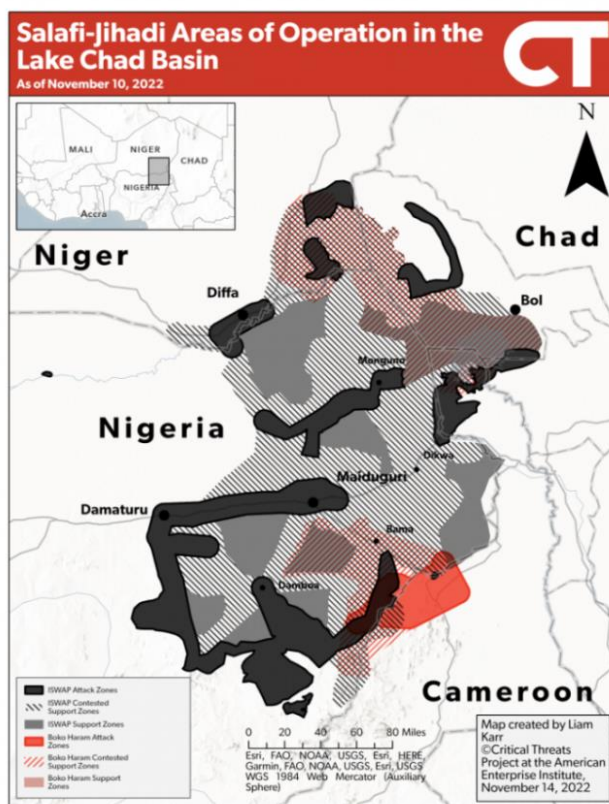 Salafi-Jihadi Areas of Operation in the
Lake Chad Basin
As of November 10, 2022
CT
N
MALI
NIGER
CHAD
NIGERIA
Accra
Niger
Chad
Diffa
Bol
Monguno
Nigeria
Dikwa
Maiduguri
Damaturu
Bama
Damboa
Cameroon
ISWAP Attack Zones
ISWAP Contested
Support Zones
ISWAP Support Zones
Boko Haram Attack
Zones
Boko Haram Contested
Support Zones
Boko Haram Support
Zones
0 20 40 60 80 Miles
Esri, FAO, NOAA, USGS, Esri, HERE,
Garmin, FAO, NOAA, USGS, Esri, USGS
WGS 1984 Web Mercator (Auxiliary
Sphere)
Map created by Liam
Karr
©Critical Threats
Project at the American
Enterprise Institute,
November 14, 2022